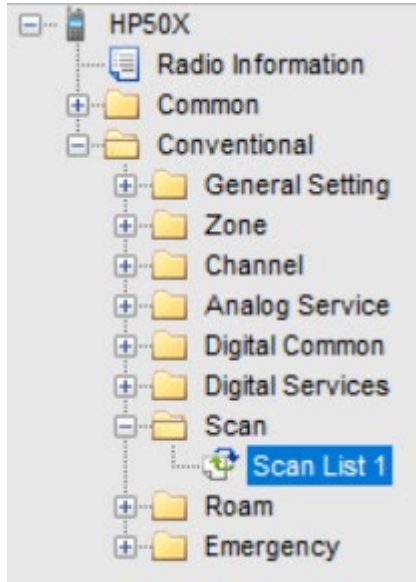 HP50X
Radio Information
Common
Conventional
General Setting
Zone
Channel
Analog Service
Digital Common
Digital Services
Scan
Scan List 1
Roam
Emergency